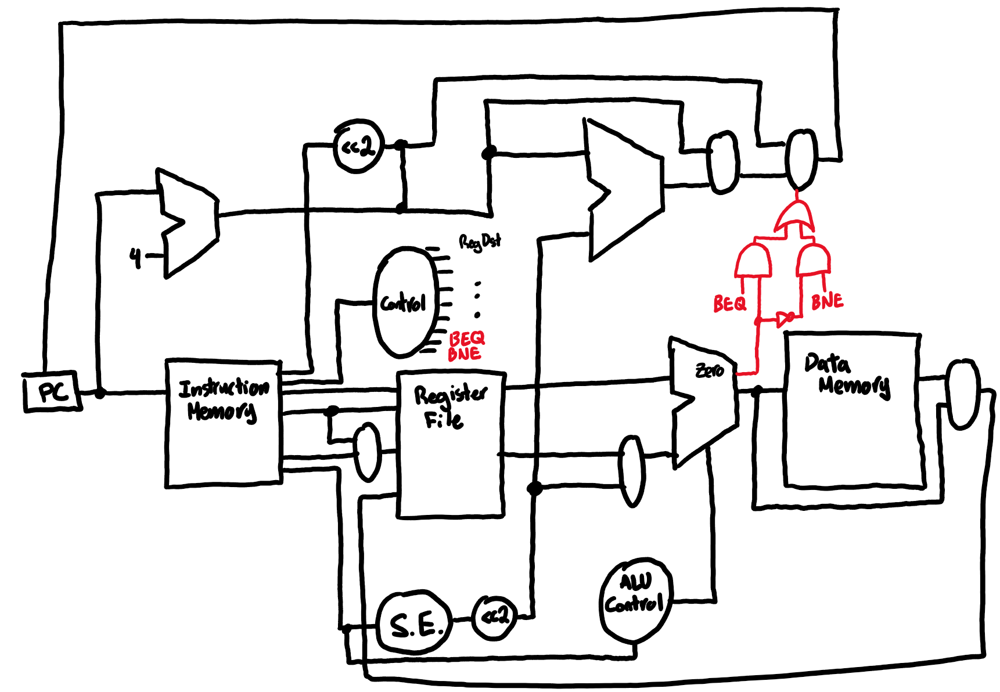 <<2
4
RegDst
Control
BEQ
BNE
BEQ
BNE
PC
Instruction
Memory
Register
File
Zero
Data
Memory
S.E.
<<2
ALU
Control